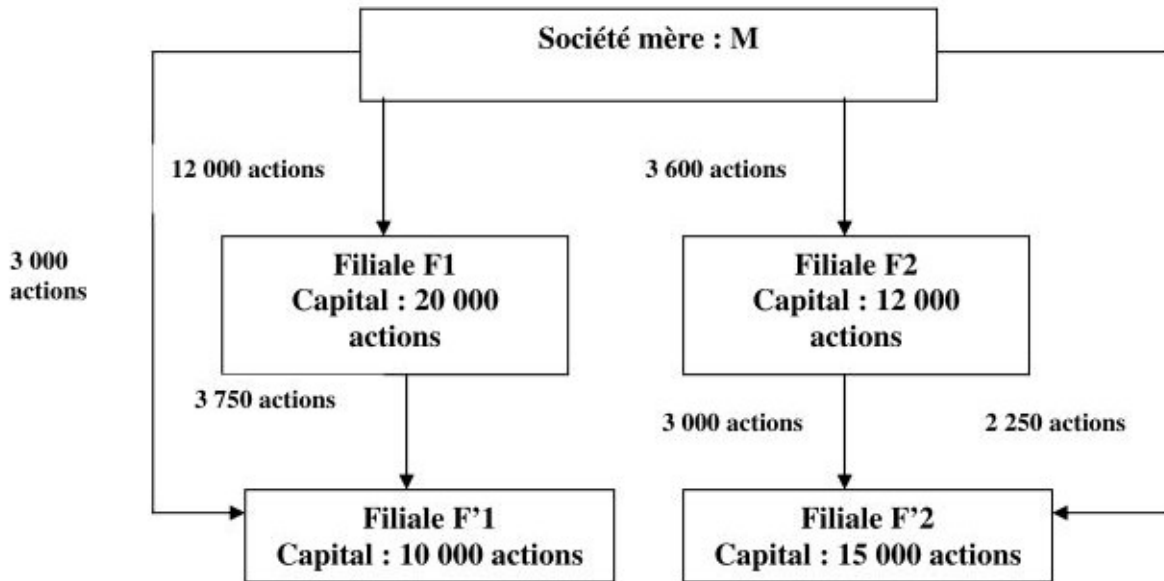 Société mère : M
12 000 actions
3 600 actions
3 000
actions
Filiale F1
Capital : 20 000
actions
Filiale F2
Capital : 12 000
actions
3 750 actions
3 000 actions
2 250 actions
Filiale F’1
Capital : 10 000 actions
Filiale F’2
Capital : 15 000 actions